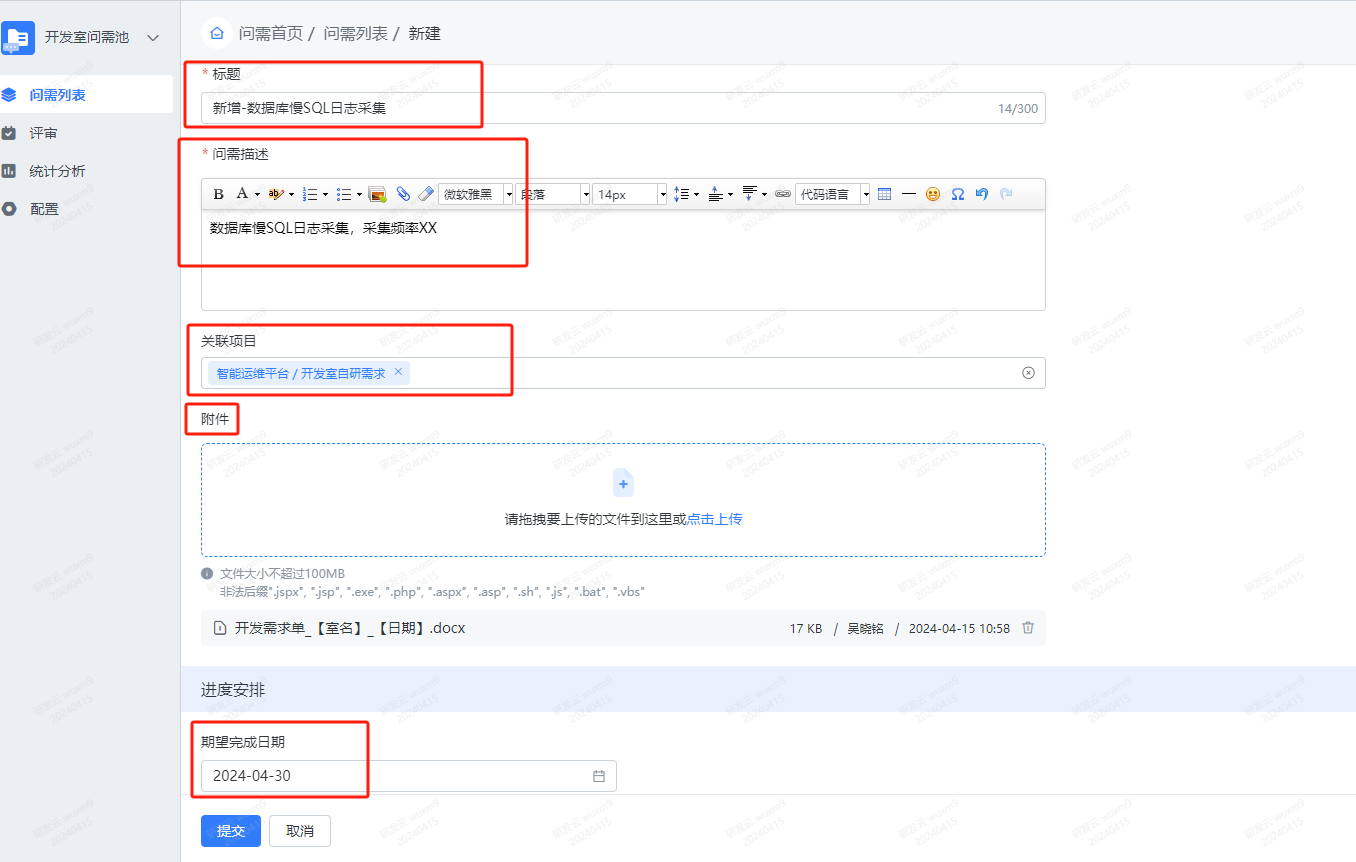 开发室问需池
问需首页 / 问需列表 / 新建
问需列表
评审
统计分析
配置
* 标题
新增-数据库慢SQL日志采集
14/300
* 问需描述
B A ab 微软雅黑 段落 14px 代码语言 Ω
数据库慢SQL日志采集，采集频率XX
关联项目
智能运维平台 / 开发室自研需求 ×
附件
请拖拽要上传的文件到这里或点击上传
文件大小不超过100MB
非法后缀".jspx", ".jsp", ".exe", ".php", ".aspx", ".asp", ".sh", ".js", ".bat", ".vbs"
开发需求单_【室名】_【日期】.docx
17 KB / 吴晓铭 / 2024-04-15 10:58
进度安排
期望完成日期
2024-04-30
提交
取消
研发云 wuxm9
20240415